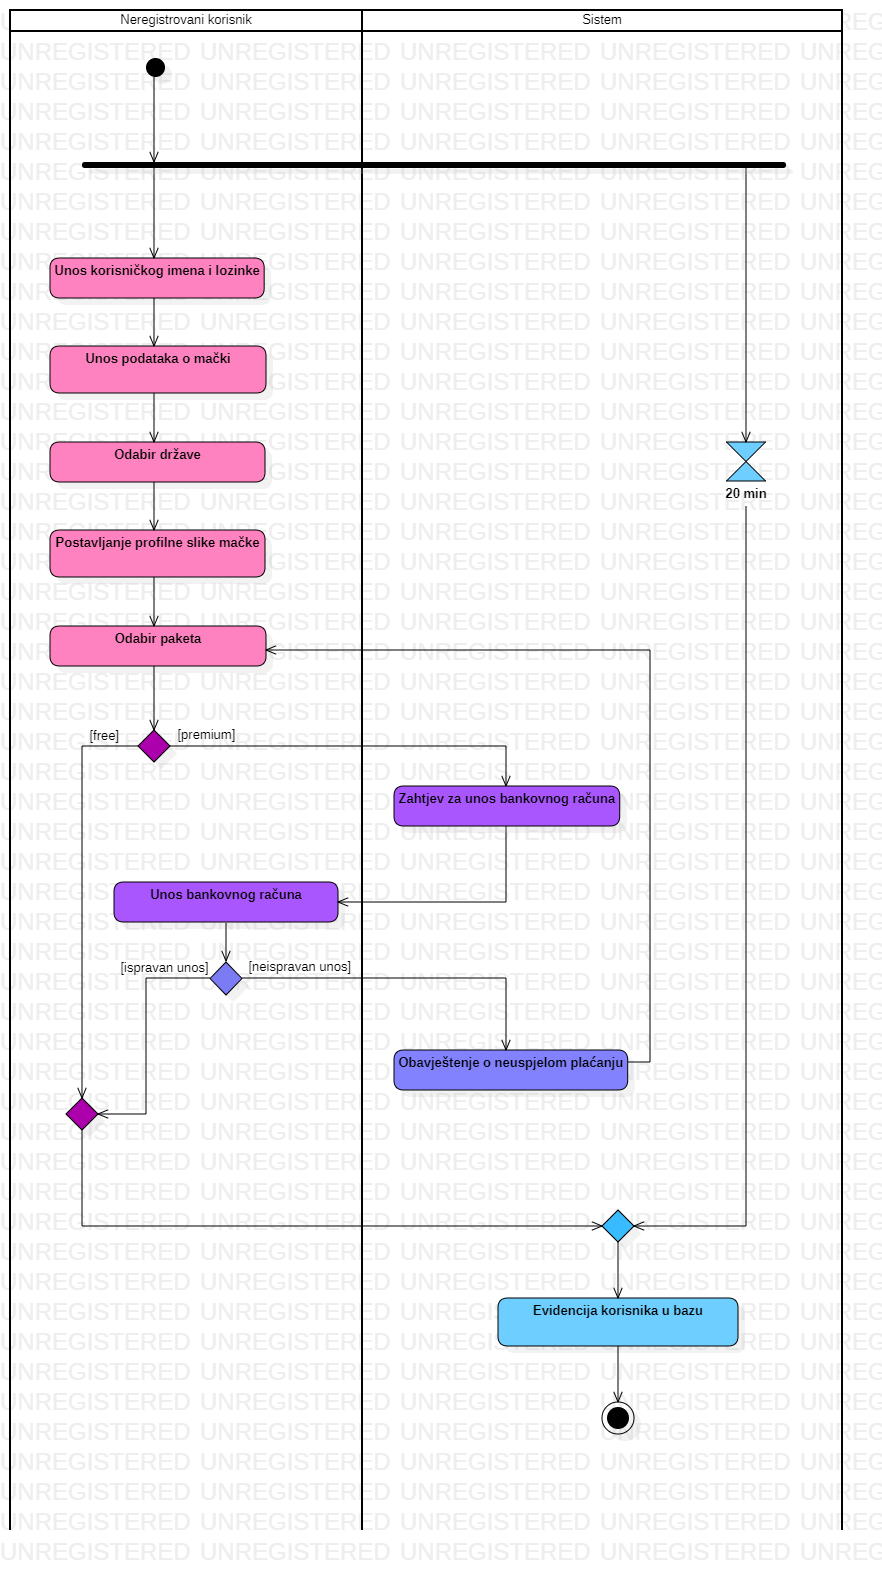 Neregistrovani korisnik
Sistem
Unos korisničkog imena i lozinke
Unos podataka o mački
Odabir države
20 min
Postavljanje profilne slike mačke
Odabir paketa
[free]
[premium]
Zahtjev za unos bankovnog računa
Unos bankovnog računa
[ispravan unos]
[neispravan unos]
Obavještenje o neuspjelom plaćanju
Evidencija korisnika u bazu
UNREGISTERED